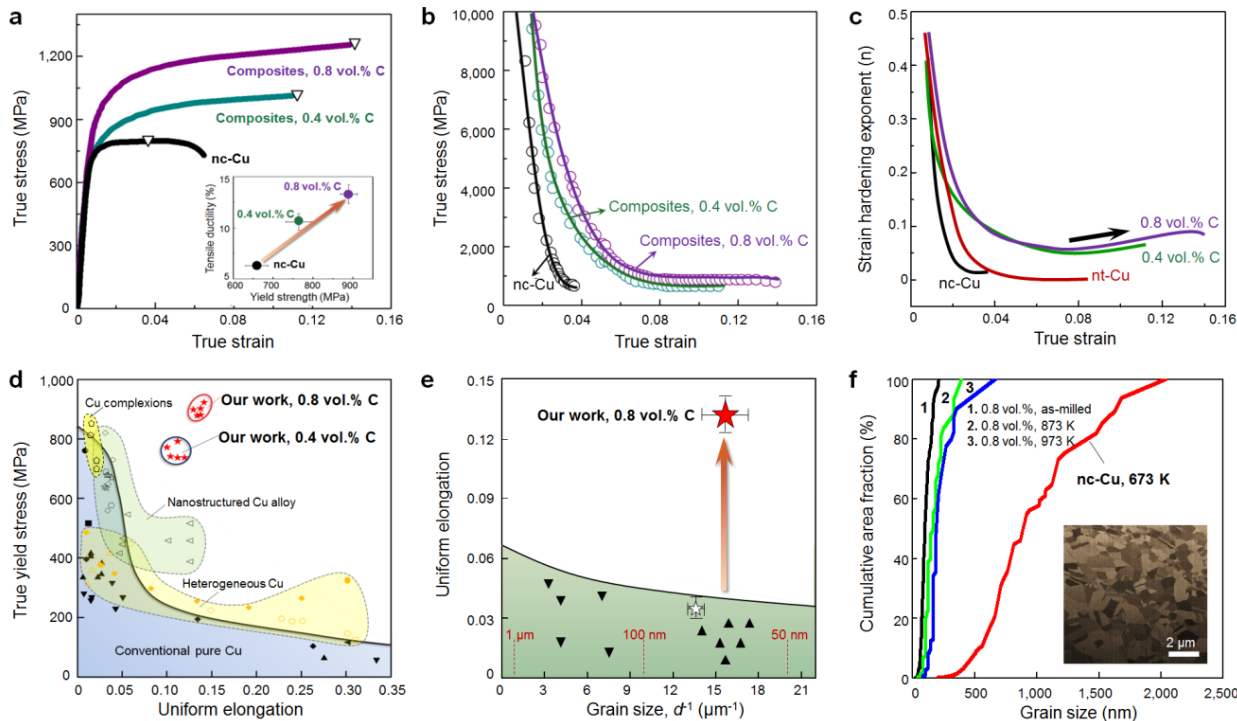 a
True stress (MPa)
1,200
900
600
300
0
Composites, 0.8 vol.% C
Composites, 0.4 vol.% C
nc-Cu
Tensile ductility (%)
15
10
5
0.8 vol.% C
0.4 vol.% C
nc-Cu
600 700 800 900
Yield strength (MPa)
0.04 0.08 0.12 0.16
True strain
b
True stress (MPa)
10,000
8,000
6,000
4,000
2,000
0
Composites, 0.4 vol.% C
Composites, 0.8 vol.% C
nc-Cu
0 0.04 0.08 0.12 0.16
True strain
c
Strain hardening exponent (n)
0.5
0.4
0.3
0.2
0.1
0
0.8 vol.% C
0.4 vol.% C
nt-Cu
nc-Cu
0 0.04 0.08 0.12 0.16
True strain
d
True yield stress (MPa)
1,000
800
600
400
200
0
Cu complexions
Our work, 0.8 vol.% C
Our work, 0.4 vol.% C
Nanostructured Cu alloy
Heterogeneous Cu
Conventional pure Cu
0 0.05 0.10 0.15 0.20 0.25 0.30 0.35
Uniform elongation
e
Uniform elongation
0.15
0.12
0.09
0.06
0.03
0.00
Our work, 0.8 vol.% C
1 μm
100 nm
50 nm
0 3 6 9 12 15 18 21
Grain size, d⁻¹ (μm⁻¹)
f
Cumulative area fraction (%)
100
80
60
40
20
0
1
2
3
1. 0.8 vol.%, as-milled
2. 0.8 vol.%, 873 K
3. 0.8 vol.%, 973 K
nc-Cu, 673 K
2 μm
0 500 1,000 1,500 2,000 2,500
Grain size (nm)